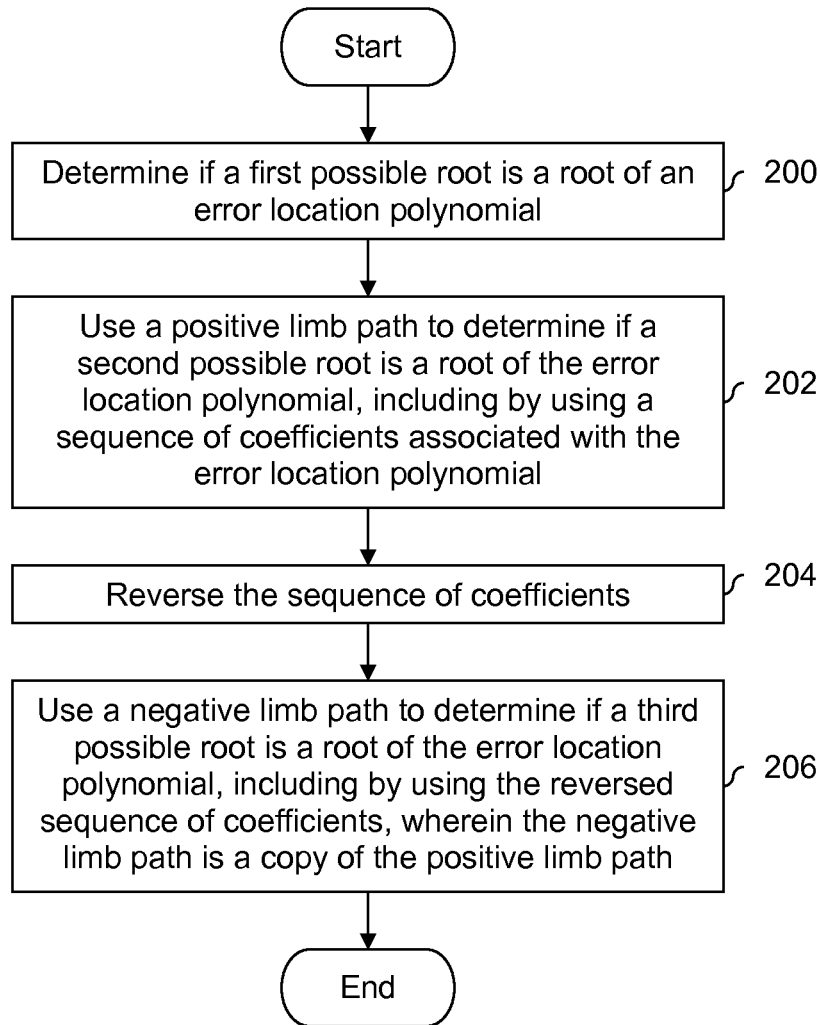 Start
Determine if a first possible root is a root of an
error location polynomial
200
Use a positive limb path to determine if a
second possible root is a root of the error
location polynomial, including by using a
sequence of coefficients associated with the
error location polynomial
202
Reverse the sequence of coefficients
204
Use a negative limb path to determine if a third
possible root is a root of the error location
polynomial, including by using the reversed
sequence of coefficients, wherein the negative
limb path is a copy of the positive limb path
206
End